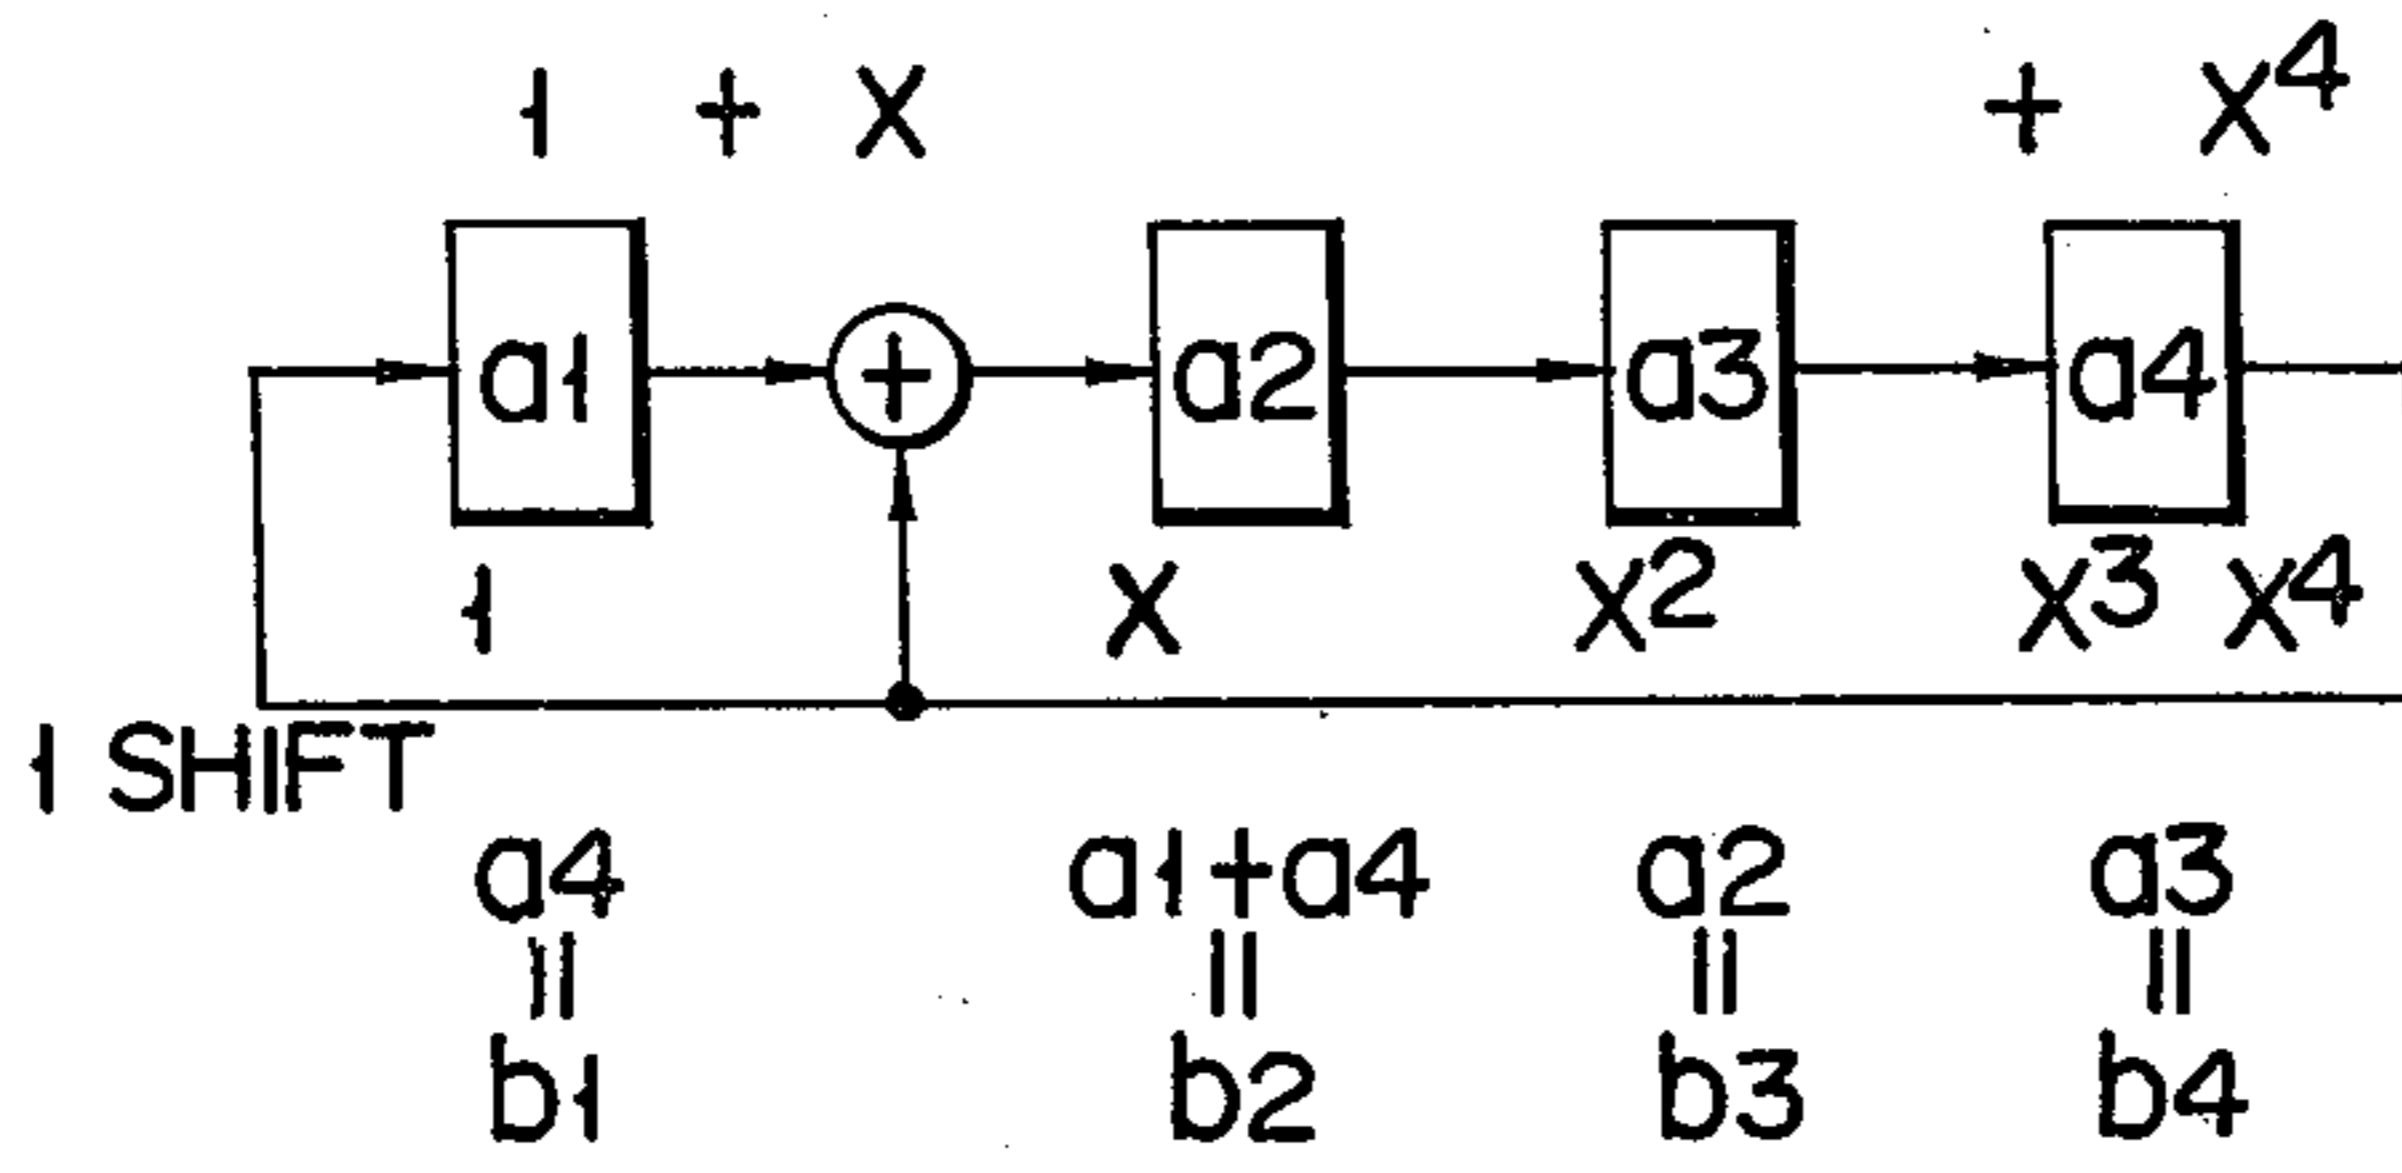 1 + X + X⁴
a1 + a2 a3 a4
1 X X² X³ X⁴
1 SHIFT
a4 a1+a4 a2 a3
= = = =
b1 b2 b3 b4